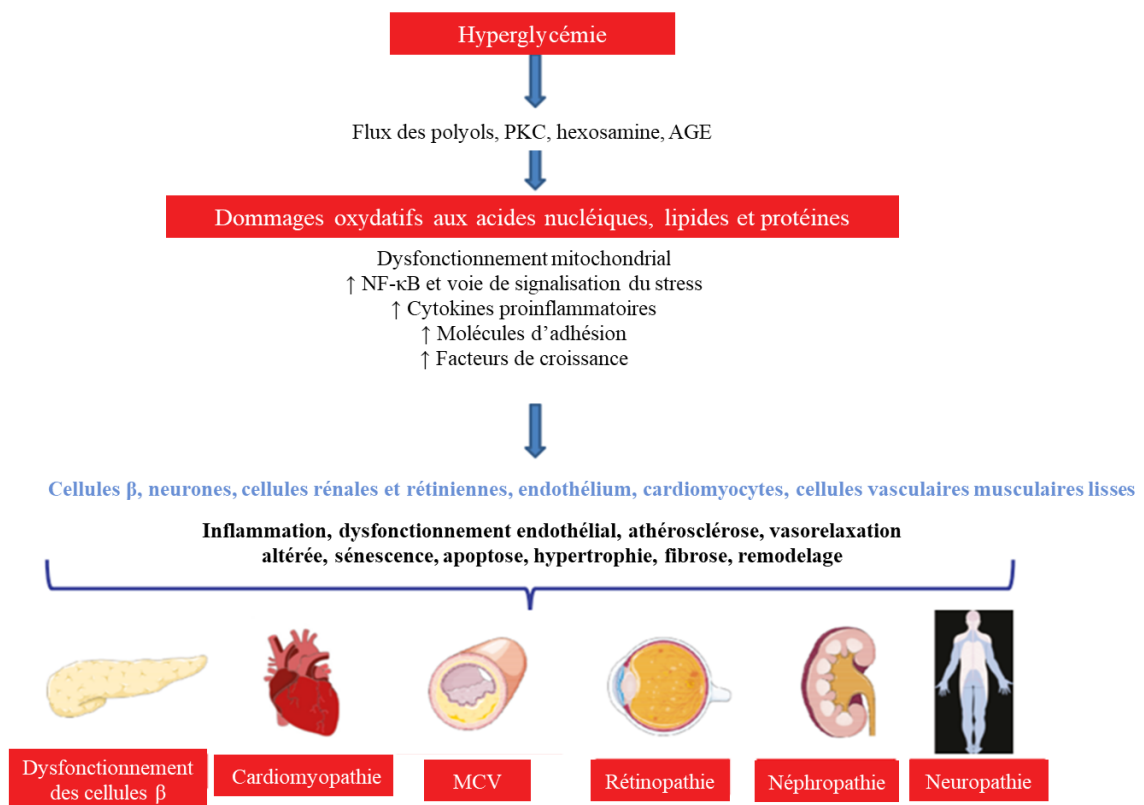 Hyperglycémie
Flux des polyols, PKC, hexosamine, AGE
Dommages oxydatifs aux acides nucléiques, lipides et protéines
Dysfonctionnement mitochondrial
↑ NF-κB et voie de signalisation du stress
↑ Cytokines proinflammatoires
↑ Molécules d’adhésion
↑ Facteurs de croissance
Cellules β, neurones, cellules rénales et rétiniennes, endothélium, cardiomyocytes, cellules vasculaires musculaires lisses
Inflammation, dysfonctionnement endothélial, athérosclérose, vasorelaxation
altérée, sénescence, apoptose, hypertrophie, fibrose, remodelage
Dysfonctionnement
des cellules β
Cardiomyopathie
MCV
Rétinopathie
Néphropathie
Neuropathie